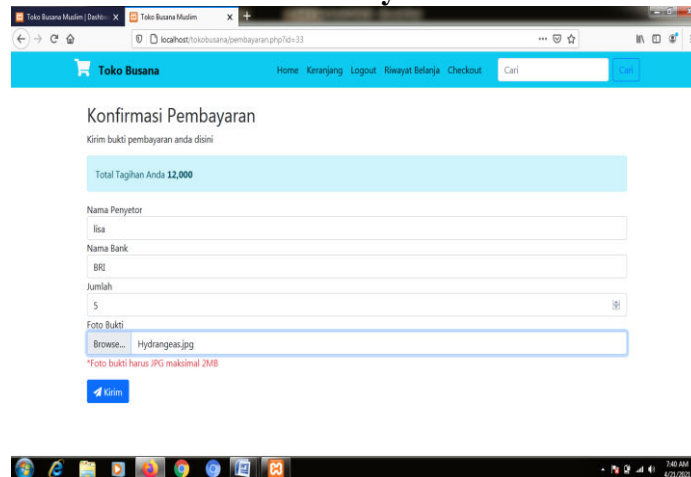 Toko Busana Muslim | Dashbo X Toko Busana Muslim X +
localhost/tokobusana/pembayaran.php?id=33
Toko Busana Home Keranjang Logout Riwayat Belanja Checkout Cari Cari
Konfirmasi Pembayaran
Kirim bukti pembayaran anda disini
Total Tagihan Anda 12,000
Nama Penyetor
lisa
Nama Bank
BRI
Jumlah
5
Foto Bukti
Browse... Hydrangeas.jpg
*Foto bukti harus JPG maksimal 2MB
Kirim
7:40 AM
4/21/2021